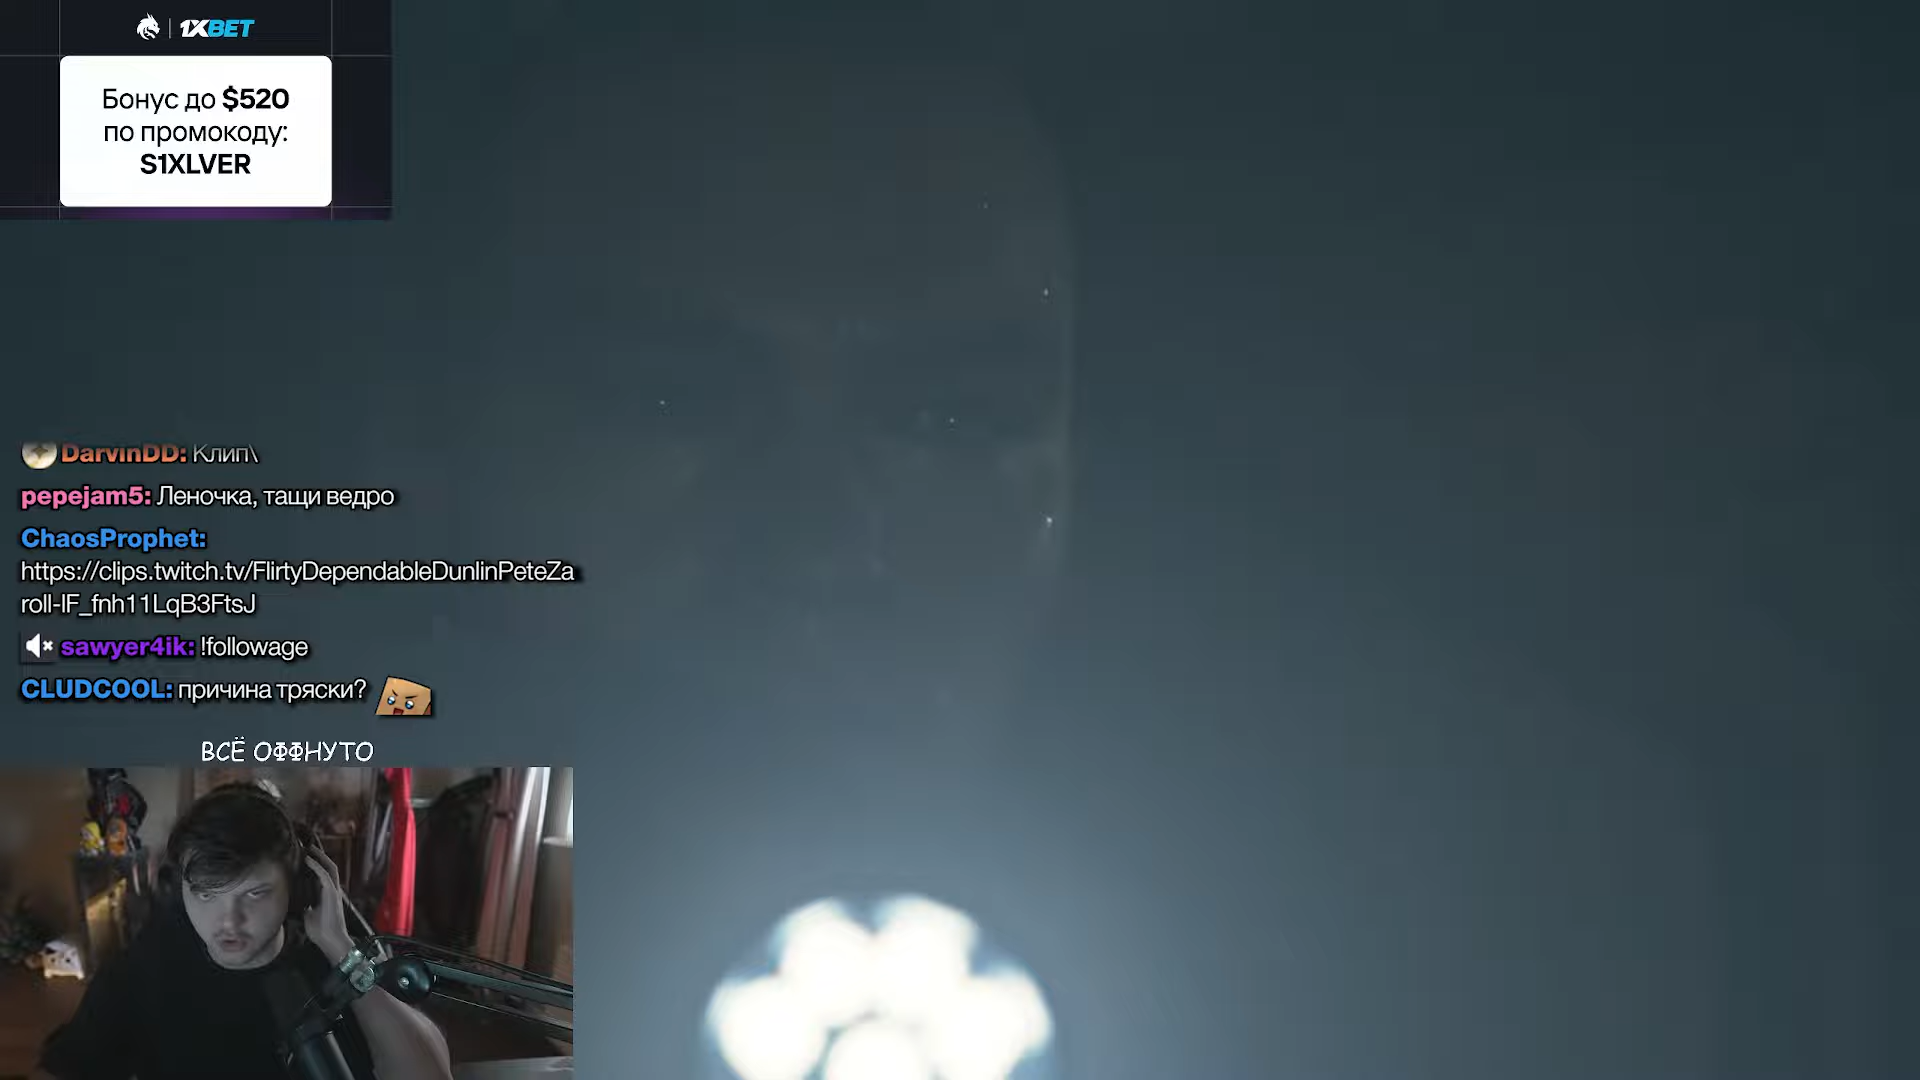 1XBET
Бонус до $520
по промокоду:
S1XLVER
DarvinDD: Клип\
pepejam5: Леночка, тащи ведро
ChaosProphet:
https://clips.twitch.tv/FlirtyDependableDunlinPeteZa
roll-lF_fnh11LqB3FtsJ
sawyer4ik: !followage
CLUDCOOL: причина тряски?
ВСЁ ОФФНУТО